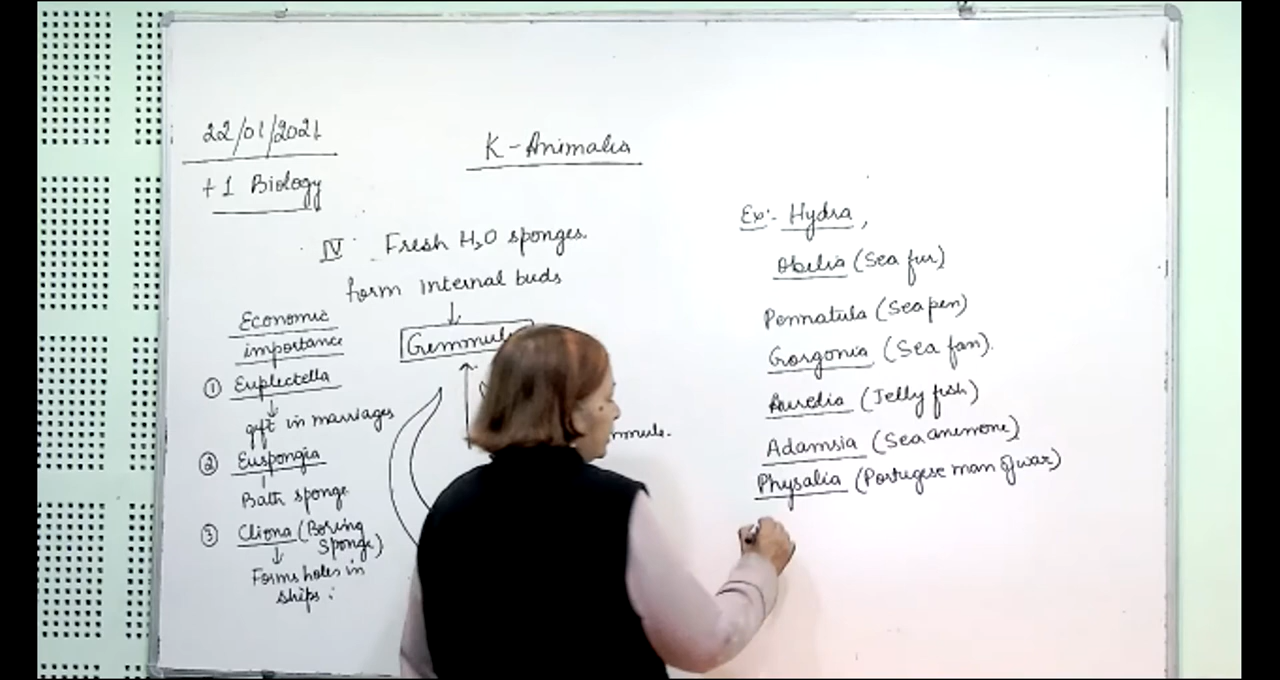 22/01/2021
+1 Biology
K-Animalia
IV Fresh H2O sponges.
form internal buds
Gemmule
Economic
importance
① Euplectella
gift in marriages
② Euspongia
Bath sponge
③ Cliona (Boring
Sponge)
Forms holes in
ships :
Ex:- Hydra,
Obelia (Sea fur)
Pennatula (Sea pen)
Gorgonia (Sea fan).
Aurelia (Jelly fish)
Adamsia (Sea anemone)
Physalia (Portugese man of war)